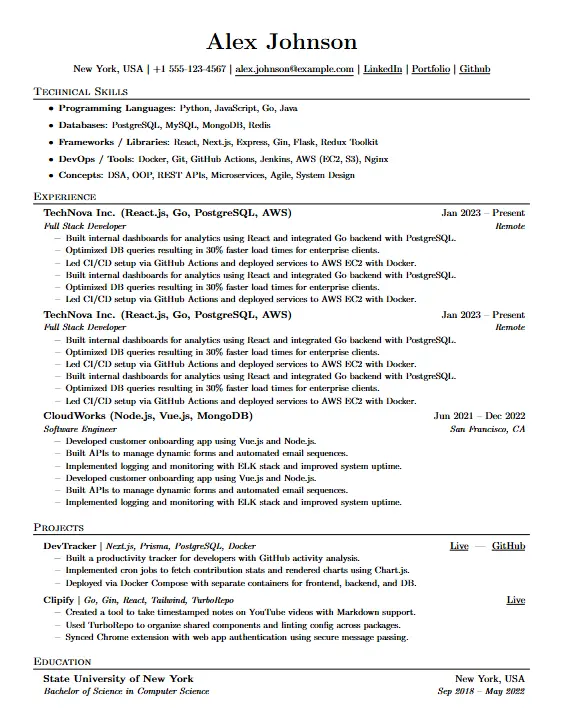 Alex Johnson
New York, USA | +1 555-123-4567 | alex.johnson@example.com | LinkedIn | Portfolio | Github
Technical Skills
• Programming Languages: Python, JavaScript, Go, Java
• Databases: PostgreSQL, MySQL, MongoDB, Redis
• Frameworks / Libraries: React, Next.js, Express, Gin, Flask, Redux Toolkit
• DevOps / Tools: Docker, Git, GitHub Actions, Jenkins, AWS (EC2, S3), Nginx
• Concepts: DSA, OOP, REST APIs, Microservices, Agile, System Design
Experience
TechNova Inc. (React.js, Go, PostgreSQL, AWS) Jan 2023 – Present
Full Stack Developer Remote
– Built internal dashboards for analytics using React and integrated Go backend with PostgreSQL.
– Optimized DB queries resulting in 30% faster load times for enterprise clients.
– Led CI/CD setup via GitHub Actions and deployed services to AWS EC2 with Docker.
– Built internal dashboards for analytics using React and integrated Go backend with PostgreSQL.
– Optimized DB queries resulting in 30% faster load times for enterprise clients.
– Led CI/CD setup via GitHub Actions and deployed services to AWS EC2 with Docker.
TechNova Inc. (React.js, Go, PostgreSQL, AWS) Jan 2023 – Present
Full Stack Developer Remote
– Built internal dashboards for analytics using React and integrated Go backend with PostgreSQL.
– Optimized DB queries resulting in 30% faster load times for enterprise clients.
– Led CI/CD setup via GitHub Actions and deployed services to AWS EC2 with Docker.
– Built internal dashboards for analytics using React and integrated Go backend with PostgreSQL.
– Optimized DB queries resulting in 30% faster load times for enterprise clients.
– Led CI/CD setup via GitHub Actions and deployed services to AWS EC2 with Docker.
CloudWorks (Node.js, Vue.js, MongoDB) Jun 2021 – Dec 2022
Software Engineer San Francisco, CA
– Developed customer onboarding app using Vue.js and Node.js.
– Built APIs to manage dynamic forms and automated email sequences.
– Implemented logging and monitoring with ELK stack and improved system uptime.
– Developed customer onboarding app using Vue.js and Node.js.
– Built APIs to manage dynamic forms and automated email sequences.
– Implemented logging and monitoring with ELK stack and improved system uptime.
Projects
DevTracker | Next.js, Prisma, PostgreSQL, Docker Live — GitHub
– Built a productivity tracker for developers with GitHub activity analysis.
– Implemented cron jobs to fetch contribution stats and rendered charts using Chart.js.
– Deployed via Docker Compose with separate containers for frontend, backend, and DB.
Clipify | Go, Gin, React, Tailwind, TurboRepo Live
– Created a tool to take timestamped notes on YouTube videos with Markdown support.
– Used TurboRepo to organize shared components and linting config across packages.
– Synced Chrome extension with web app authentication using secure message passing.
Education
State University of New York New York, USA
Bachelor of Science in Computer Science Sep 2018 – May 2022